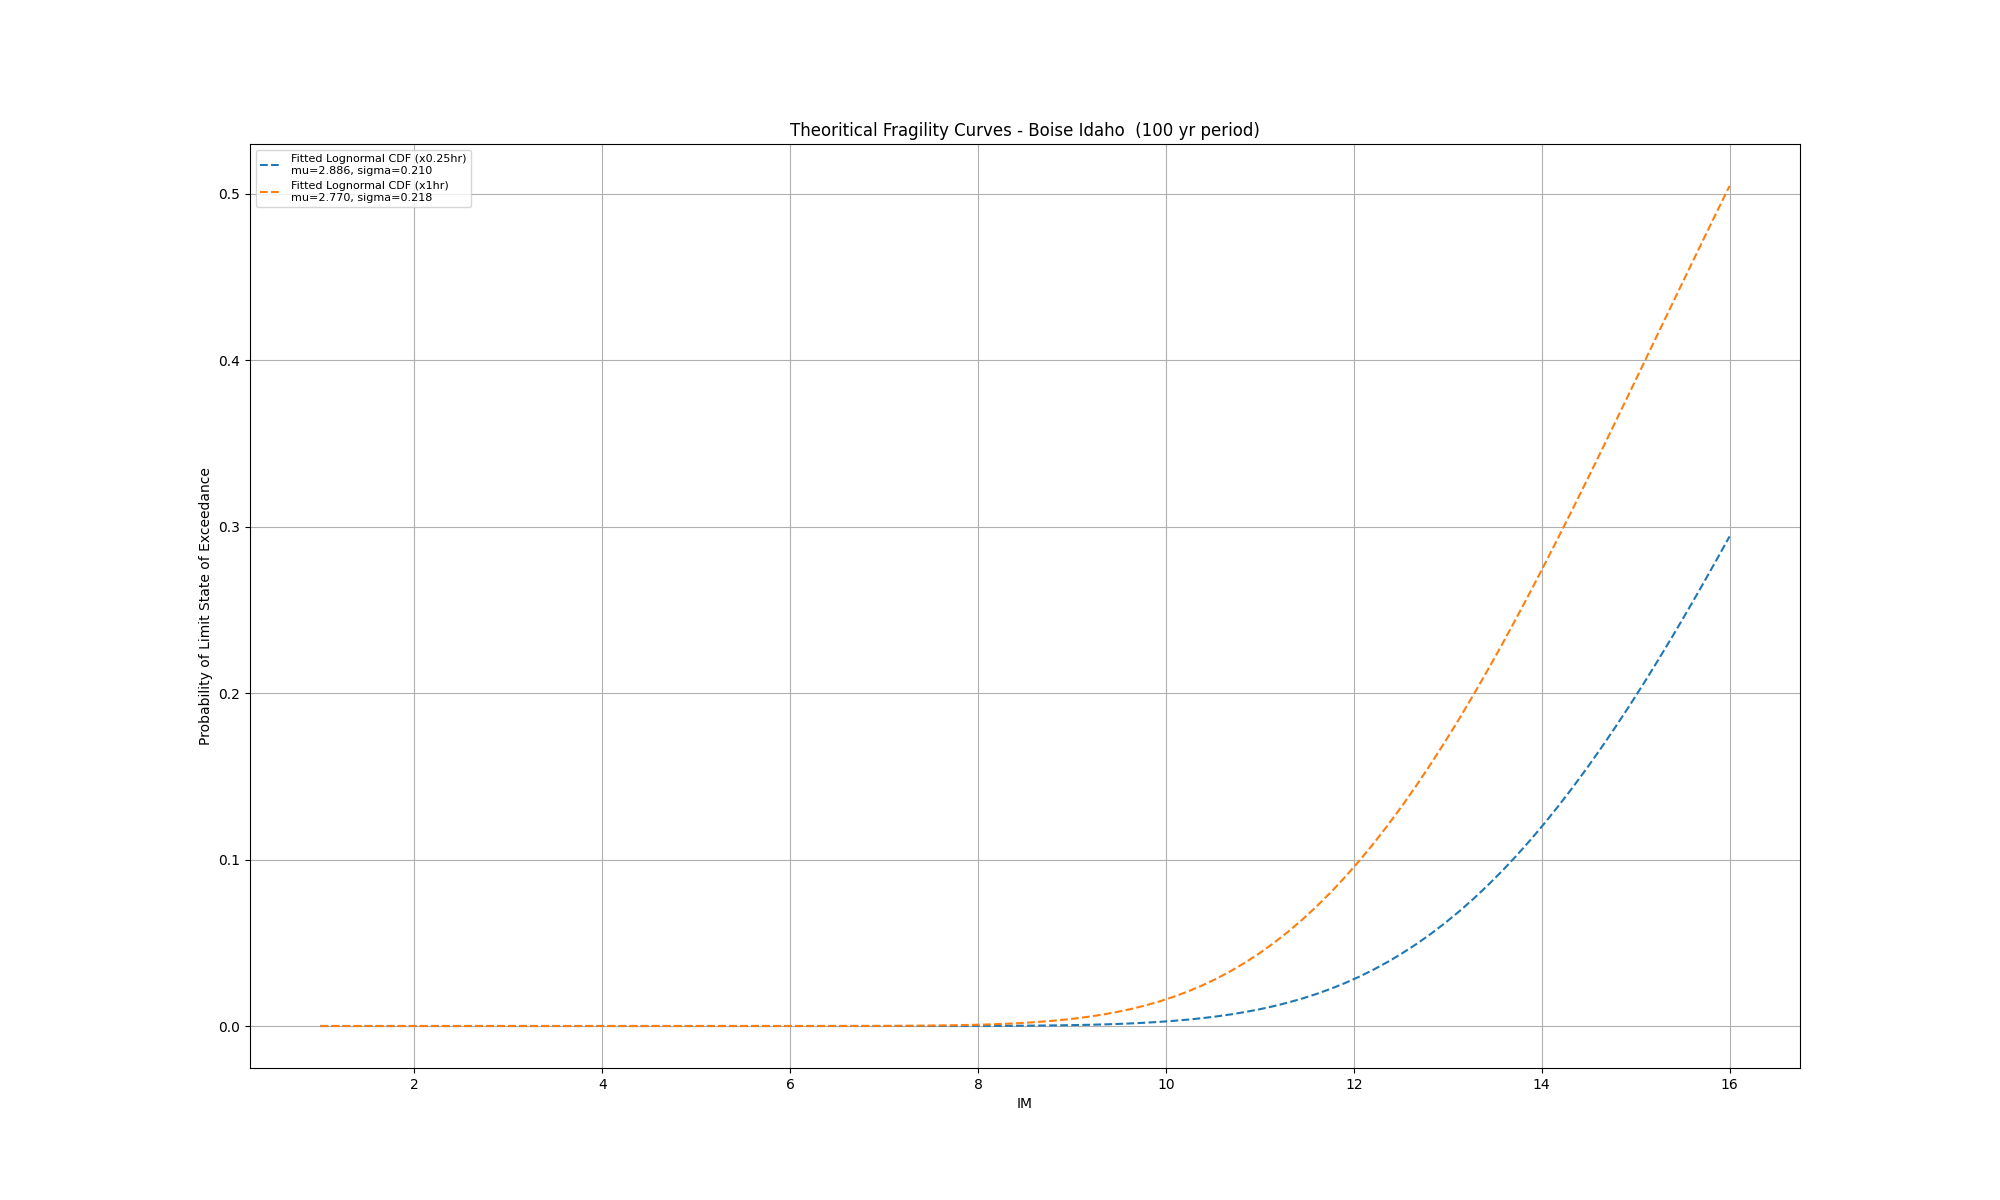 Theoritical Fragility Curves - Boise Idaho  (100 yr period)
Fitted Lognormal CDF (x0.25hr)
mu=2.886, sigma=0.210
Fitted Lognormal CDF (x1hr)
mu=2.770, sigma=0.218
Probability of Limit State of Exceedance
0.5
0.4
0.3
0.2
0.1
0.0
2 4 6 8 10 12 14 16
IM